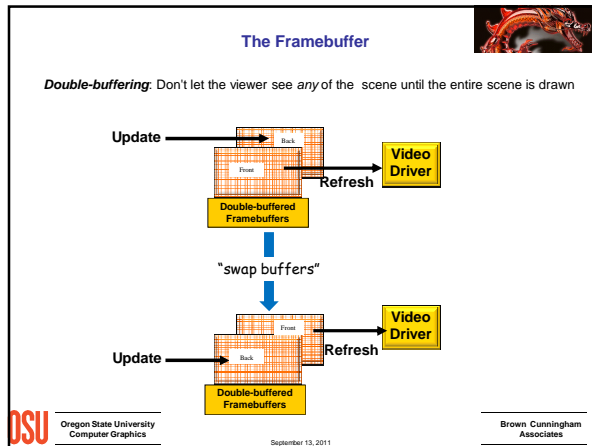 The Framebuffer
Double-buffering: Don't let the viewer see any of the scene until the entire scene is drawn
Update
Back
Front
Refresh
Video
Driver
Double-buffered
Framebuffers
“swap buffers”
Front
Back
Update
Refresh
Video
Driver
Double-buffered
Framebuffers
OSU
Oregon State University
Computer Graphics
September 13, 2011
Brown Cunningham
Associates